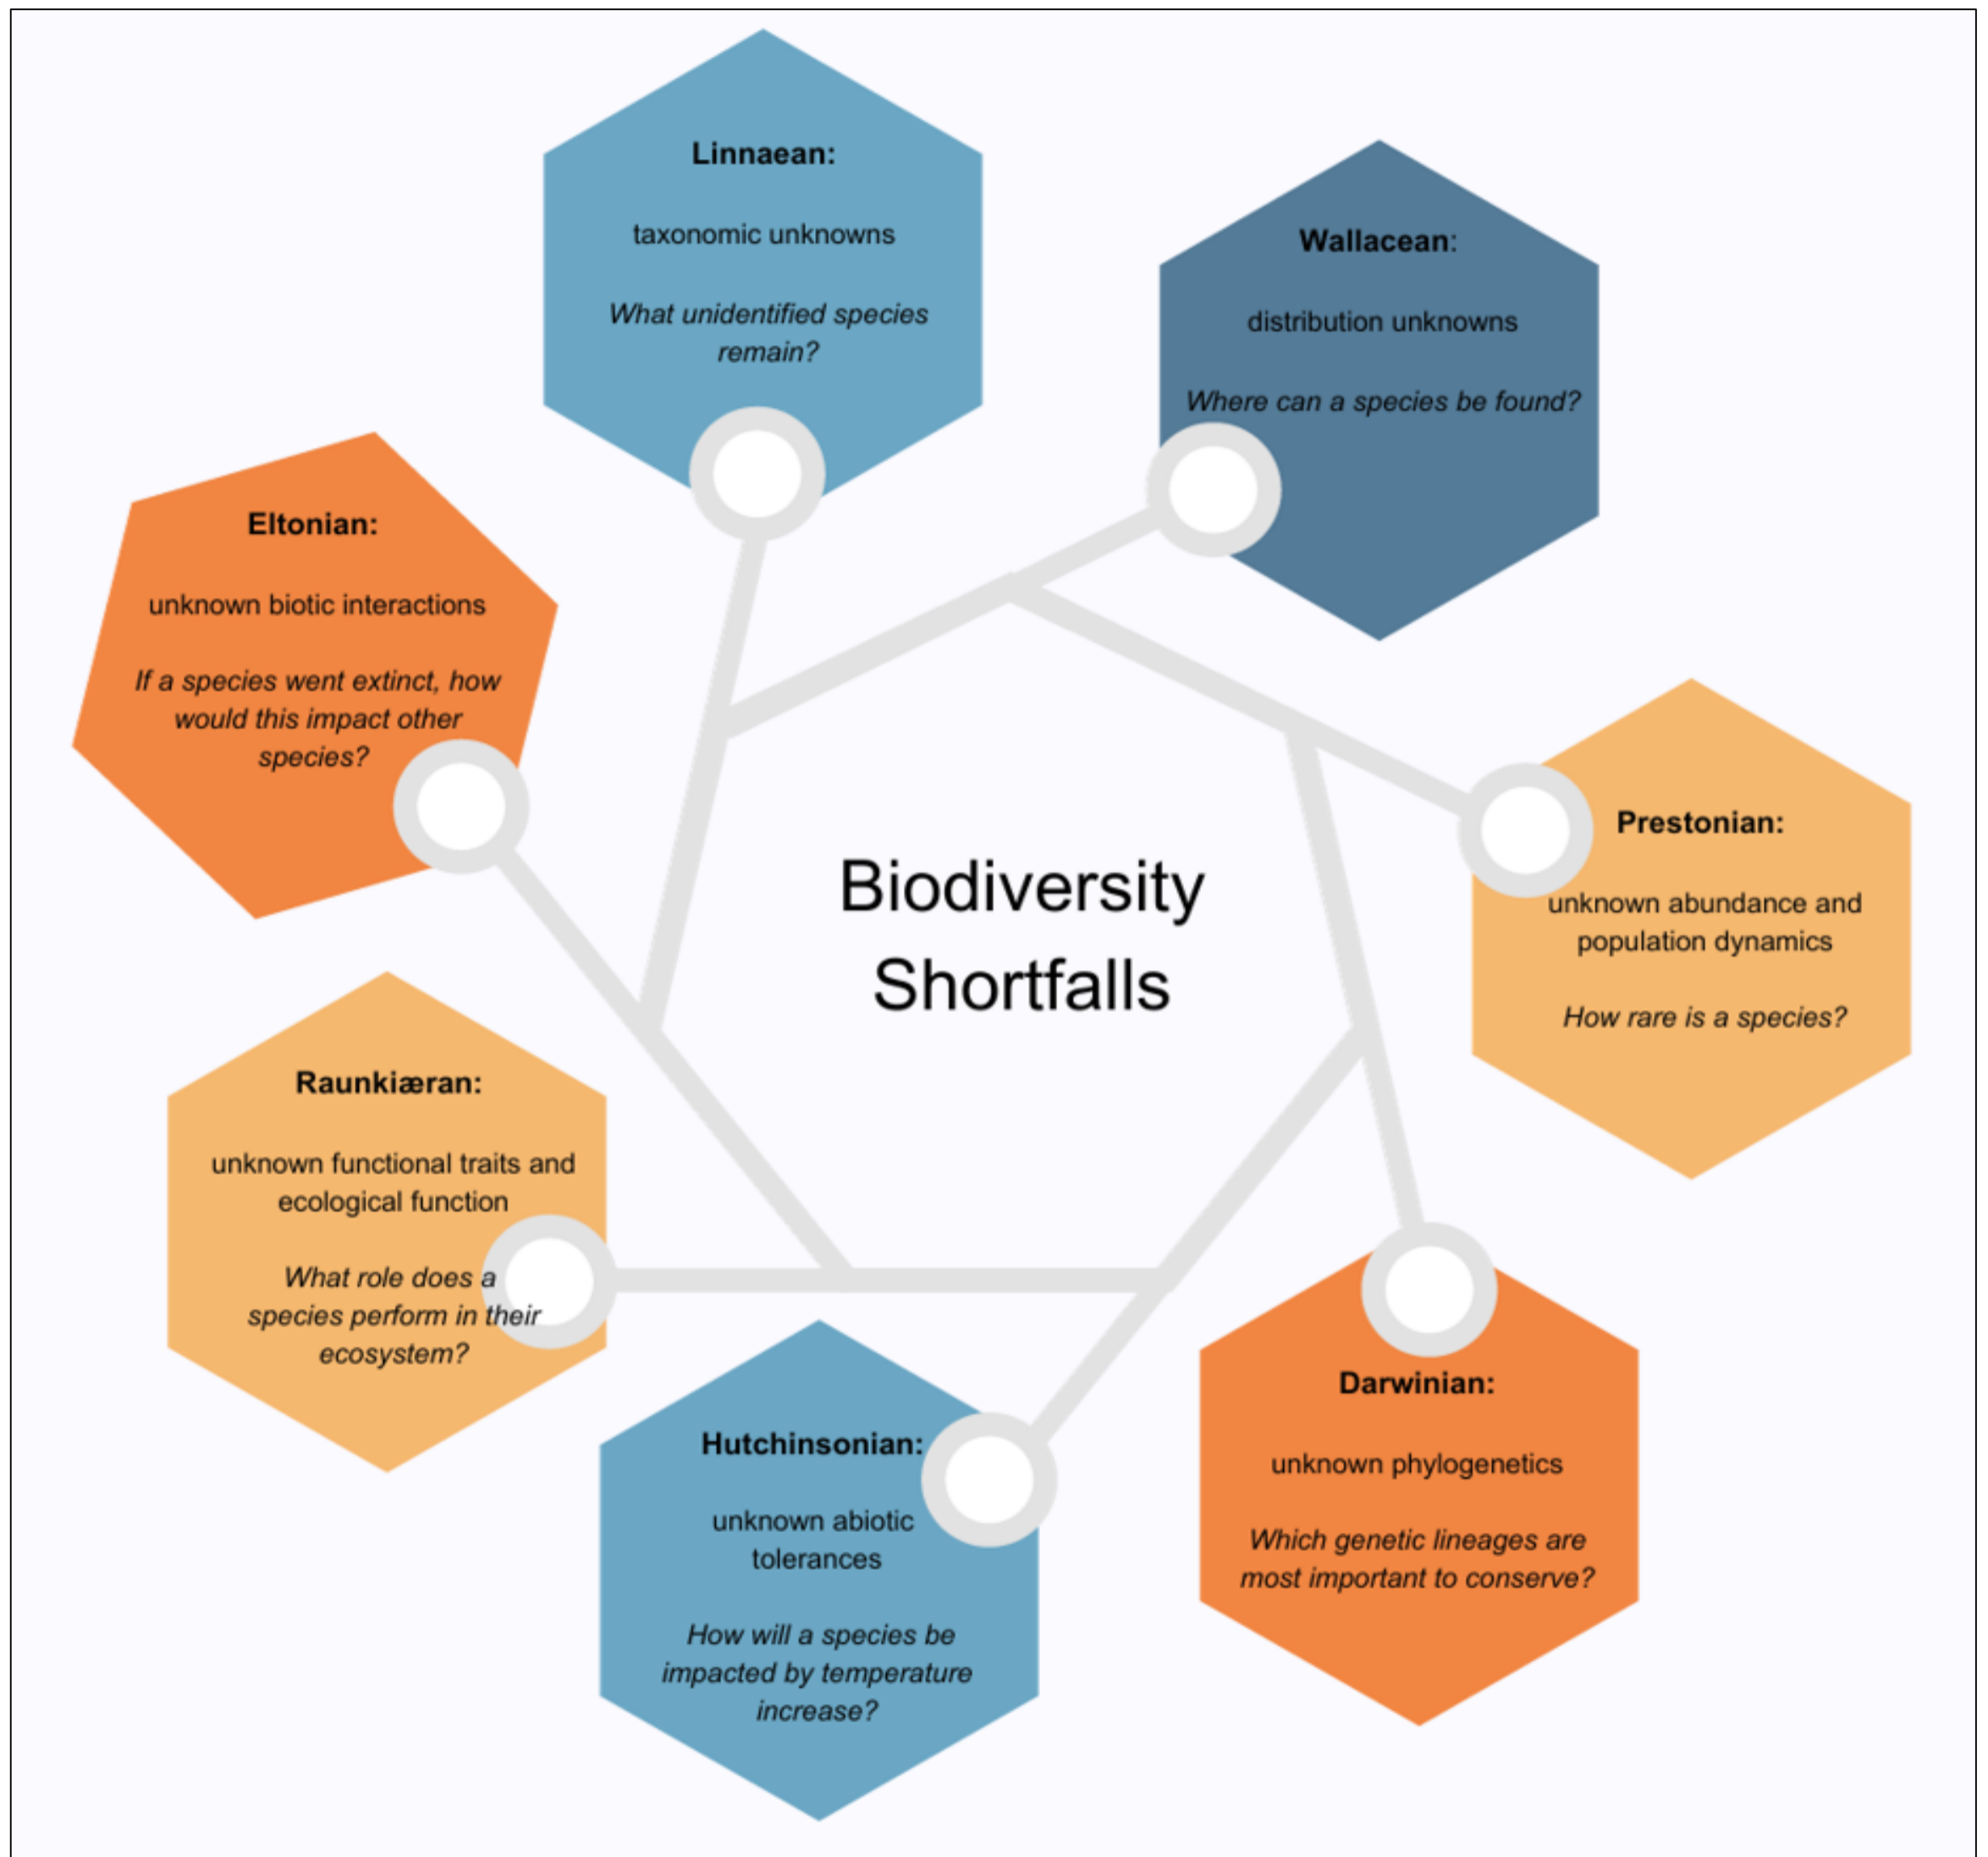 Linnaean:
taxonomic unknowns
What unidentified species
remain?
Wallacean:
distribution unknowns
Where can a species be found?
Eltonian:
unknown biotic interactions
If a species went extinct, how
would this impact other
species?
Prestonian:
unknown abundance and
population dynamics
How rare is a species?
Biodiversity
Shortfalls
Raunkiæran:
unknown functional traits and
ecological function
What role does a
species perform in their
ecosystem?
Hutchinsonian:
unknown abiotic
tolerances
How will a species be
impacted by temperature
increase?
Darwinian:
unknown phylogenetics
Which genetic lineages are
most important to conserve?